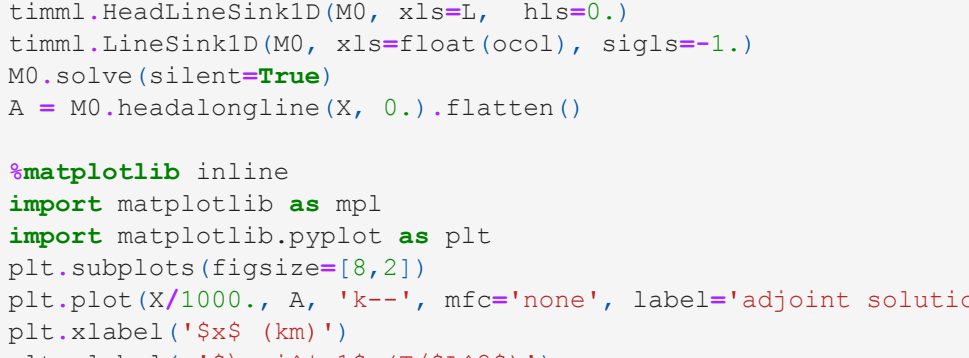 timml.HeadLineSink1D(M0, xls=L,  hls=0.)
timml.LineSink1D(M0, xls=float(ocol), sigls=-1.)
M0.solve(silent=True)
A = M0.headalongline(X, 0.).flatten()
%matplotlib inline
import matplotlib as mpl
import matplotlib.pyplot as plt
plt.subplots(figsize=[8,2])
plt.plot(X/1000., A, 'k--', mfc='none', label='adjoint solutio
plt.xlabel('$x$ (km)')